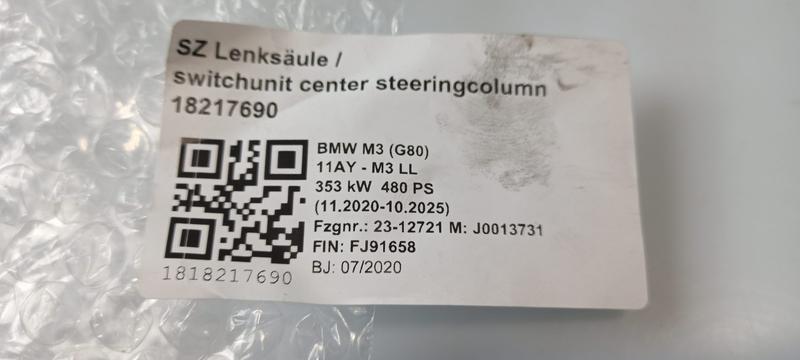 SZ Lenksäule /
switchunit center steeringcolumn
18217690
BMW M3 (G80)
11AY - M3 LL
353 kW 480 PS
(11.2020-10.2025)
Fzgnr.: 23-12721 M: J0013731
FIN: FJ91658
BJ: 07/2020
1818217690